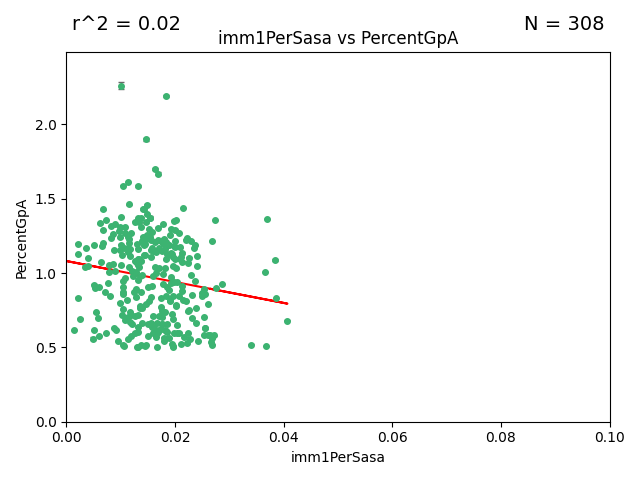 r^2 = 0.02
N = 308
imm1PerSasa vs PercentGpA
PercentGpA
2.0
1.5
1.0
0.5
0.0
0.00 0.02 0.04 0.06 0.08 0.10
imm1PerSasa